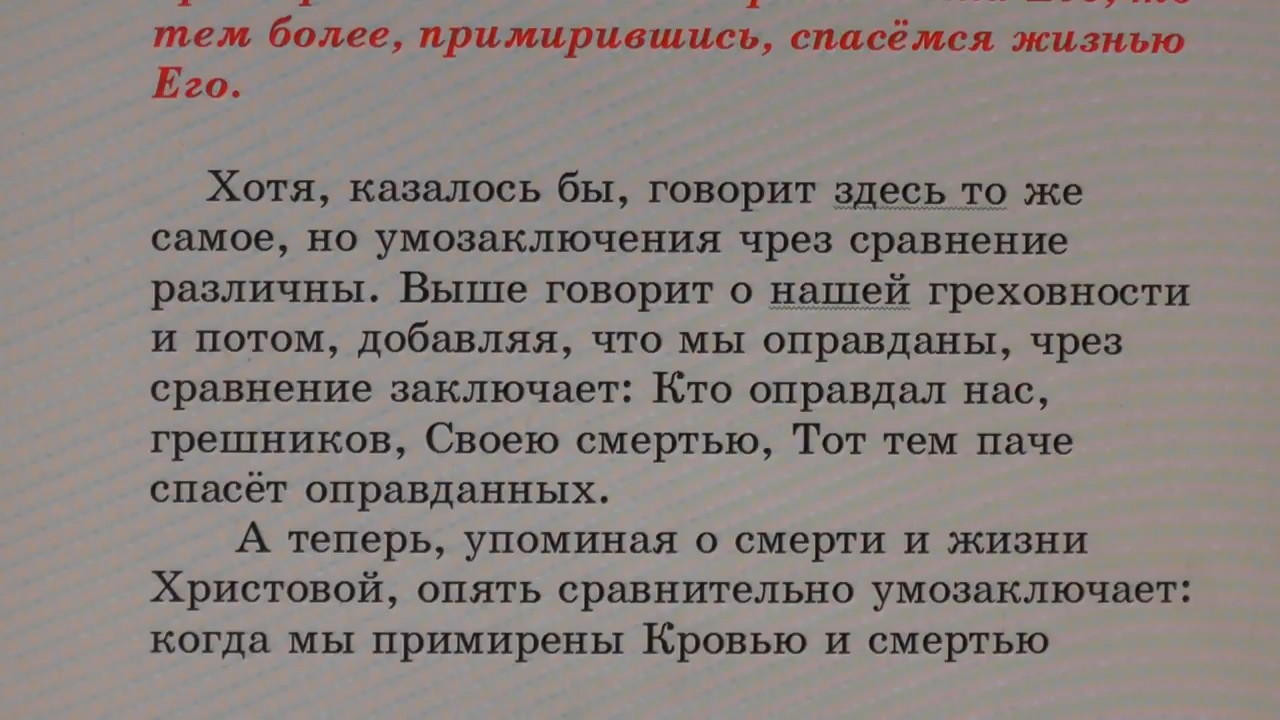 тем более, примирившись, спасёмся жизнью
Его.
Хотя, казалось бы, говорит здесь то же
самое, но умозаключения чрез сравнение
различны. Выше говорит о нашей греховности
и потом, добавляя, что мы оправданы, чрез
сравнение заключает: Кто оправдал нас,
грешников, Своею смертью, Тот тем паче
спасёт оправданных.
А теперь, упоминая о смерти и жизни
Христовой, опять сравнительно умозаключает:
когда мы примирены Кровью и смертью